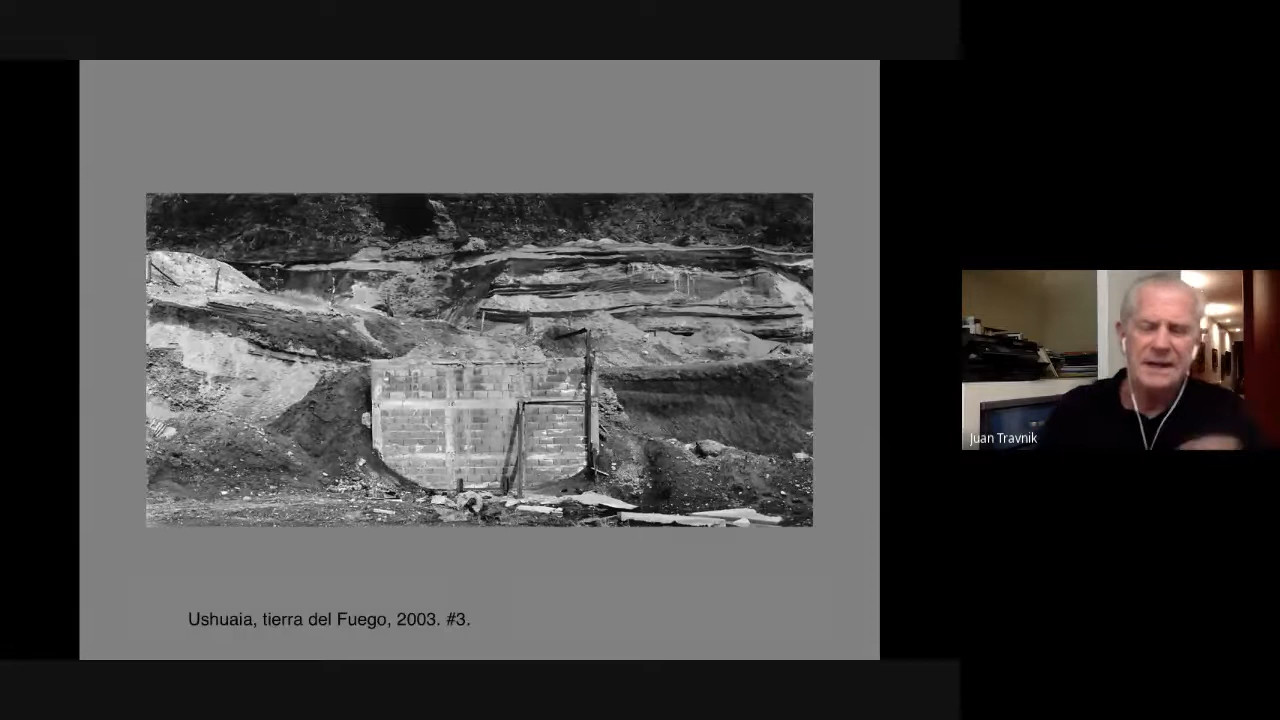 Ushuaia, tierra del Fuego, 2003. #3.
Juan Travnik